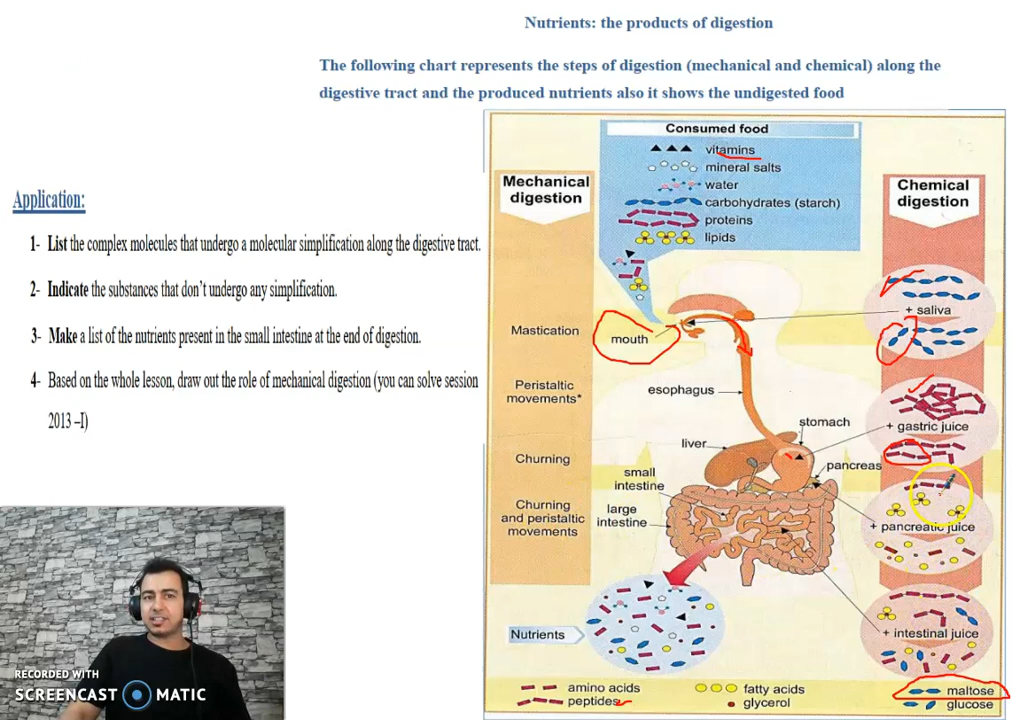 Nutrients: the products of digestion
The following chart represents the steps of digestion (mechanical and chemical) along the
digestive tract and the produced nutrients also it shows the undigested food
Application:
1- List the complex molecules that undergo a molecular simplification along the digestive tract.
2- Indicate the substances that don't undergo any simplification.
3- Make a list of the nutrients present in the small intestine at the end of digestion.
4- Based on the whole lesson, draw out the role of mechanical digestion (you can solve session
2013 –I)
Consumed food
vitamins
mineral salts
water
carbohydrates (starch)
proteins
lipids
Mechanical
digestion
Mastication
Peristaltic
movements*
Churning
Churning
and peristaltic
movements
mouth
esophagus
stomach
liver
pancreas
small
intestine
large
intestine
Chemical
digestion
+ saliva
+ gastric juice
+ pancreatic juice
+ intestinal juice
Nutrients
amino acids
peptides
fatty acids
glycerol
maltose
glucose
RECORDED WITH
SCREENCAST MATIC